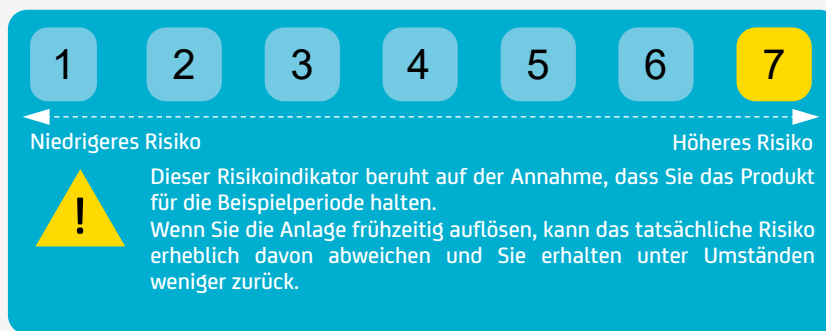 1 2 3 4 5 6 7
Niedrigeres Risiko Höheres Risiko
!
Dieser Risikoindikator beruht auf der Annahme, dass Sie das Produkt
für die Beispielperiode halten.
Wenn Sie die Anlage frühzeitig auflösen, kann das tatsächliche Risiko
erheblich davon abweichen und Sie erhalten unter Umständen
weniger zurück.